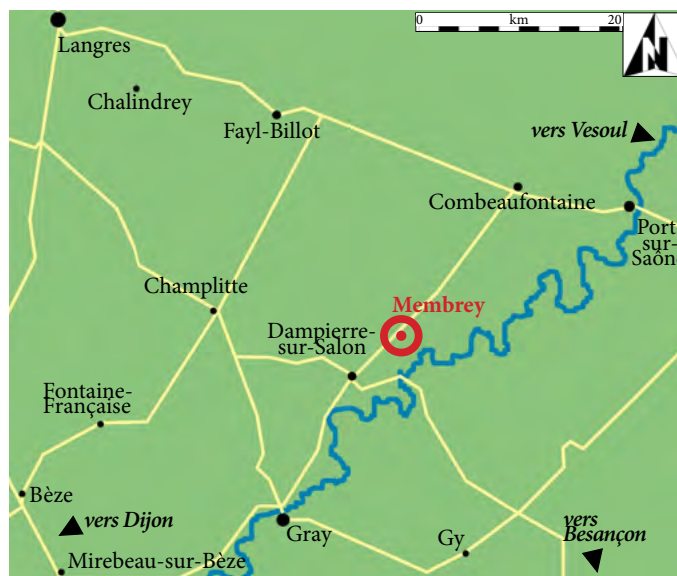 0 km 20
N
Langres
Chalindrey
Fayl-Billot
vers Vesoul
Combeaufontaine
Port-
sur-
Saône
Champlitte
Membrey
Dampierre-
sur-Salon
Fontaine-
Française
Bèze
vers Dijon
Gray
Gy
vers
Besançon
Mirebeau-sur-Bèze